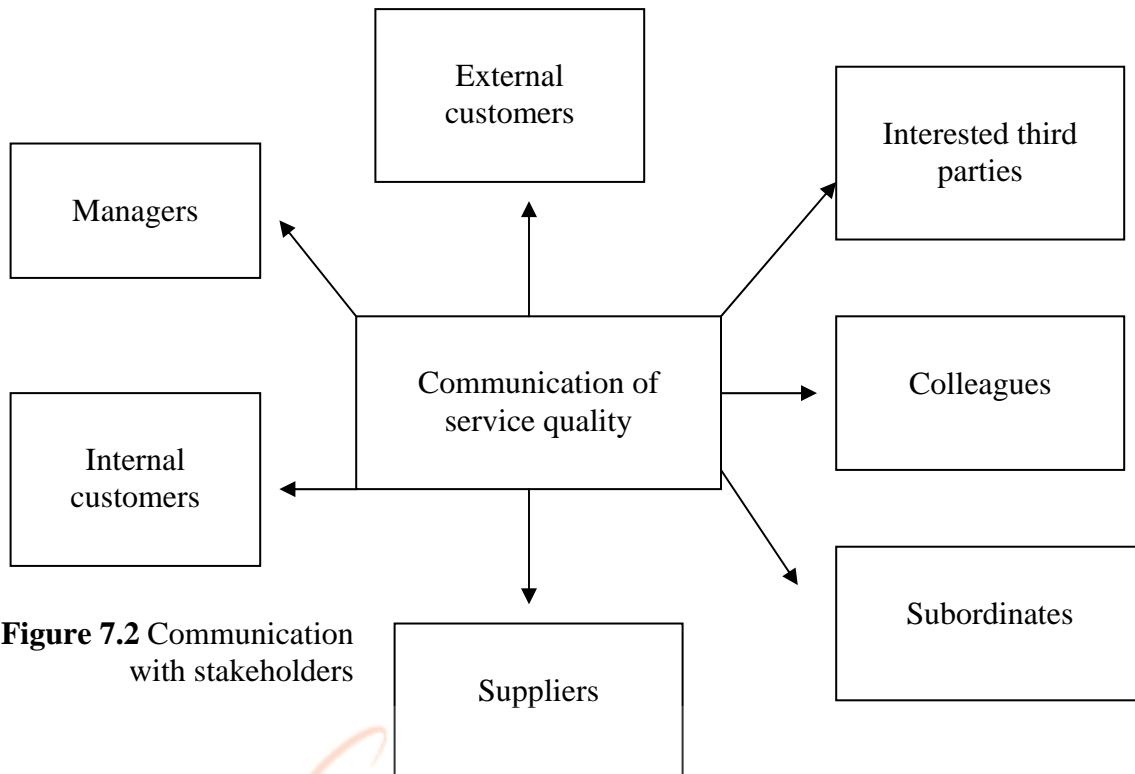 External
customers
Interested third
parties
Managers
Communication of
service quality
Colleagues
Internal
customers
Subordinates
Figure 7.2 Communication
with stakeholders
Suppliers